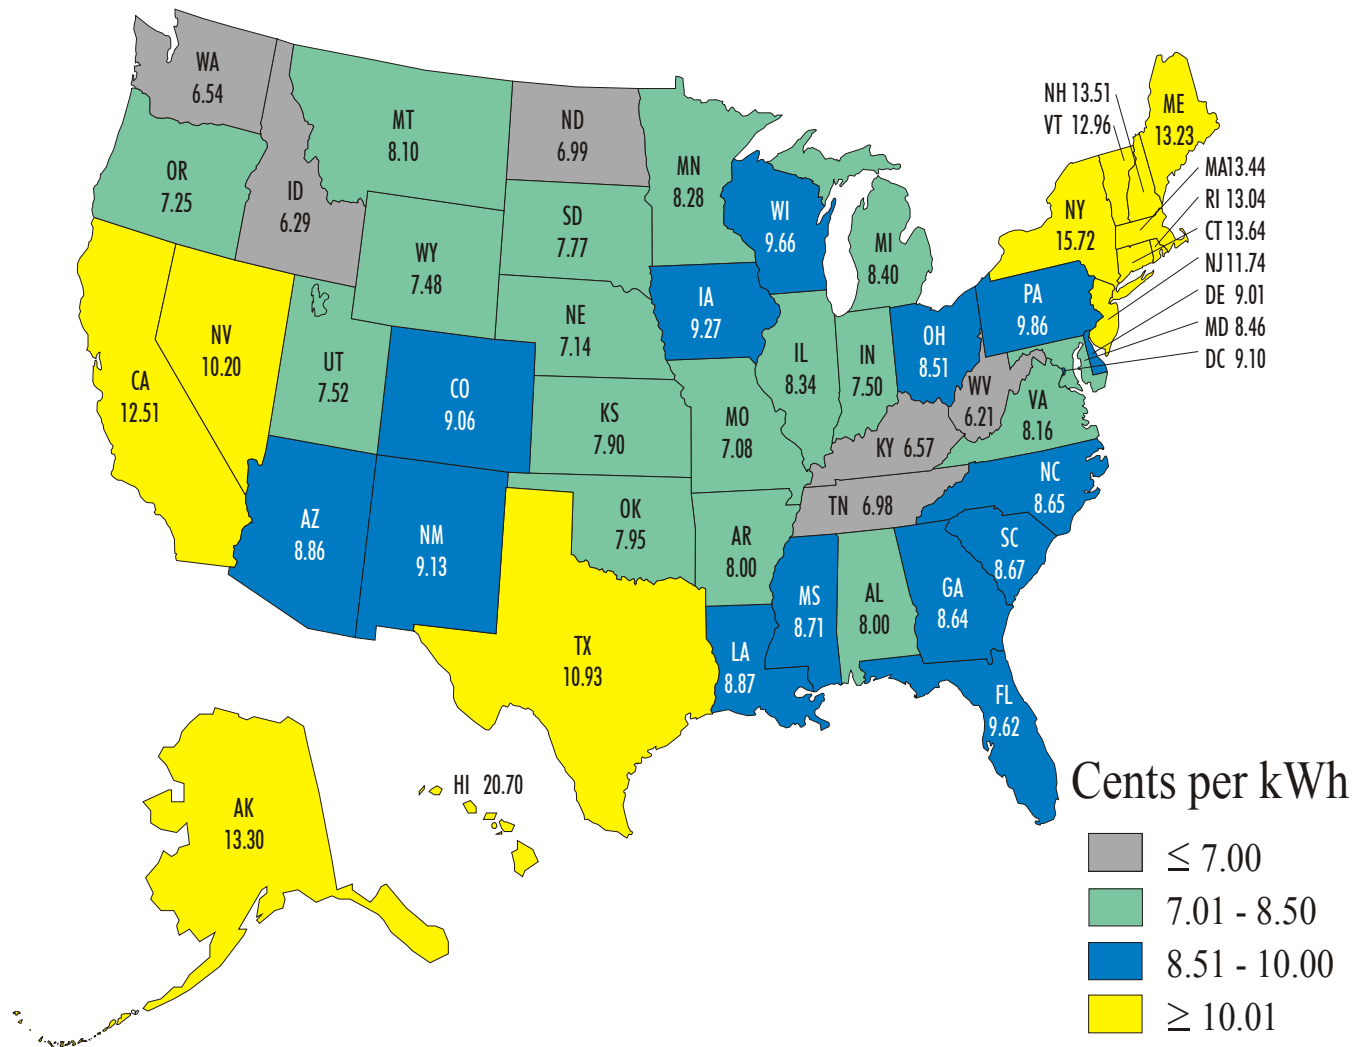 WA
6.54
MT
8.10
ND
6.99
MN
8.28
OR
7.25
ID
6.29
SD
7.77
WI
9.66
MI
8.40
NY
15.72
NH 13.51
VT 12.96
ME
13.23
MA13.44
RI 13.04
CT 13.64
NJ 11.74
DE 9.01
MD 8.46
DC 9.10
WY
7.48
NE
7.14
IA
9.27
PA
9.86
NV
10.20
UT
7.52
CO
9.06
IL
8.34
IN
7.50
OH
8.51
CA
12.51
KS
7.90
MO
7.08
WV
6.21
VA
8.16
KY 6.57
NC
8.65
TN 6.98
AZ
8.86
NM
9.13
OK
7.95
AR
8.00
SC
8.67
MS
8.71
AL
8.00
GA
8.64
TX
10.93
LA
8.87
FL
9.62
AK
13.30
HI 20.70
Cents per kWh
≤ 7.00
7.01 - 8.50
8.51 - 10.00
≥ 10.01